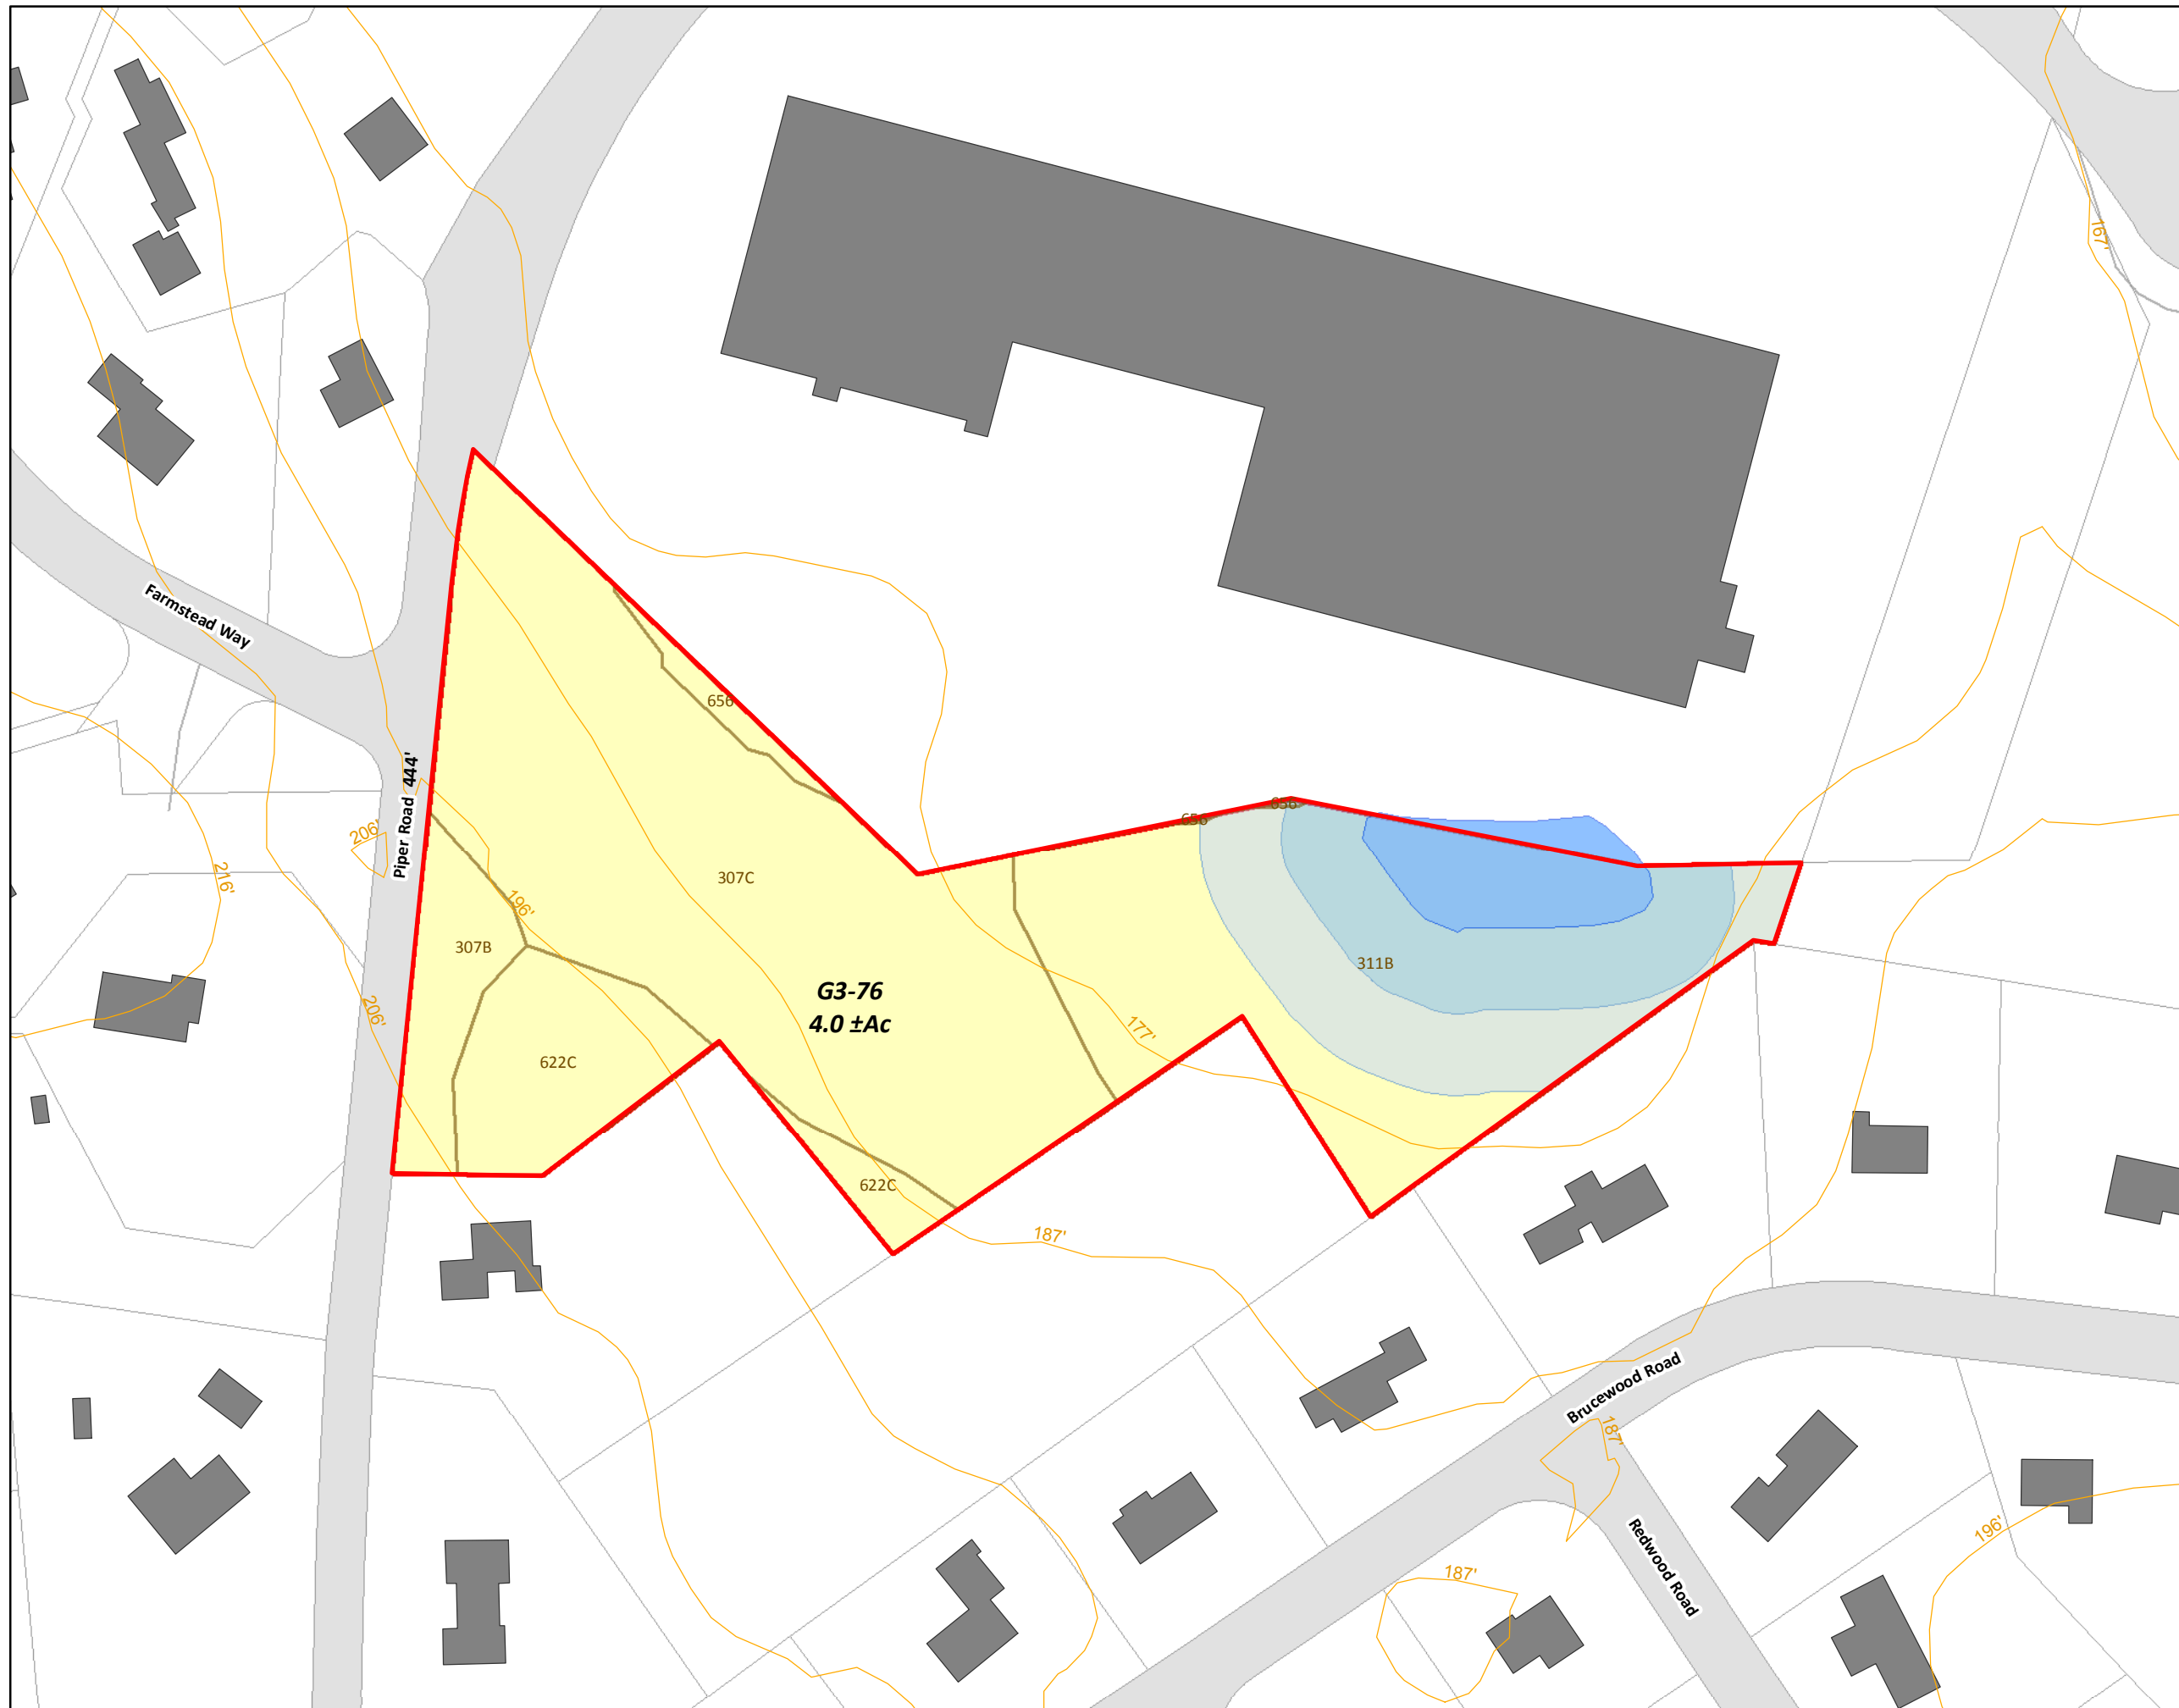 167'
Farmstead Way
656
Piper Road 444'
656
656
206'
216'
307C
196'
307B
311B
G3-76
4.0 ±Ac
206'
177'
622C
622C
187'
Brucewood Road
187'
Redwood Road
196'
187'